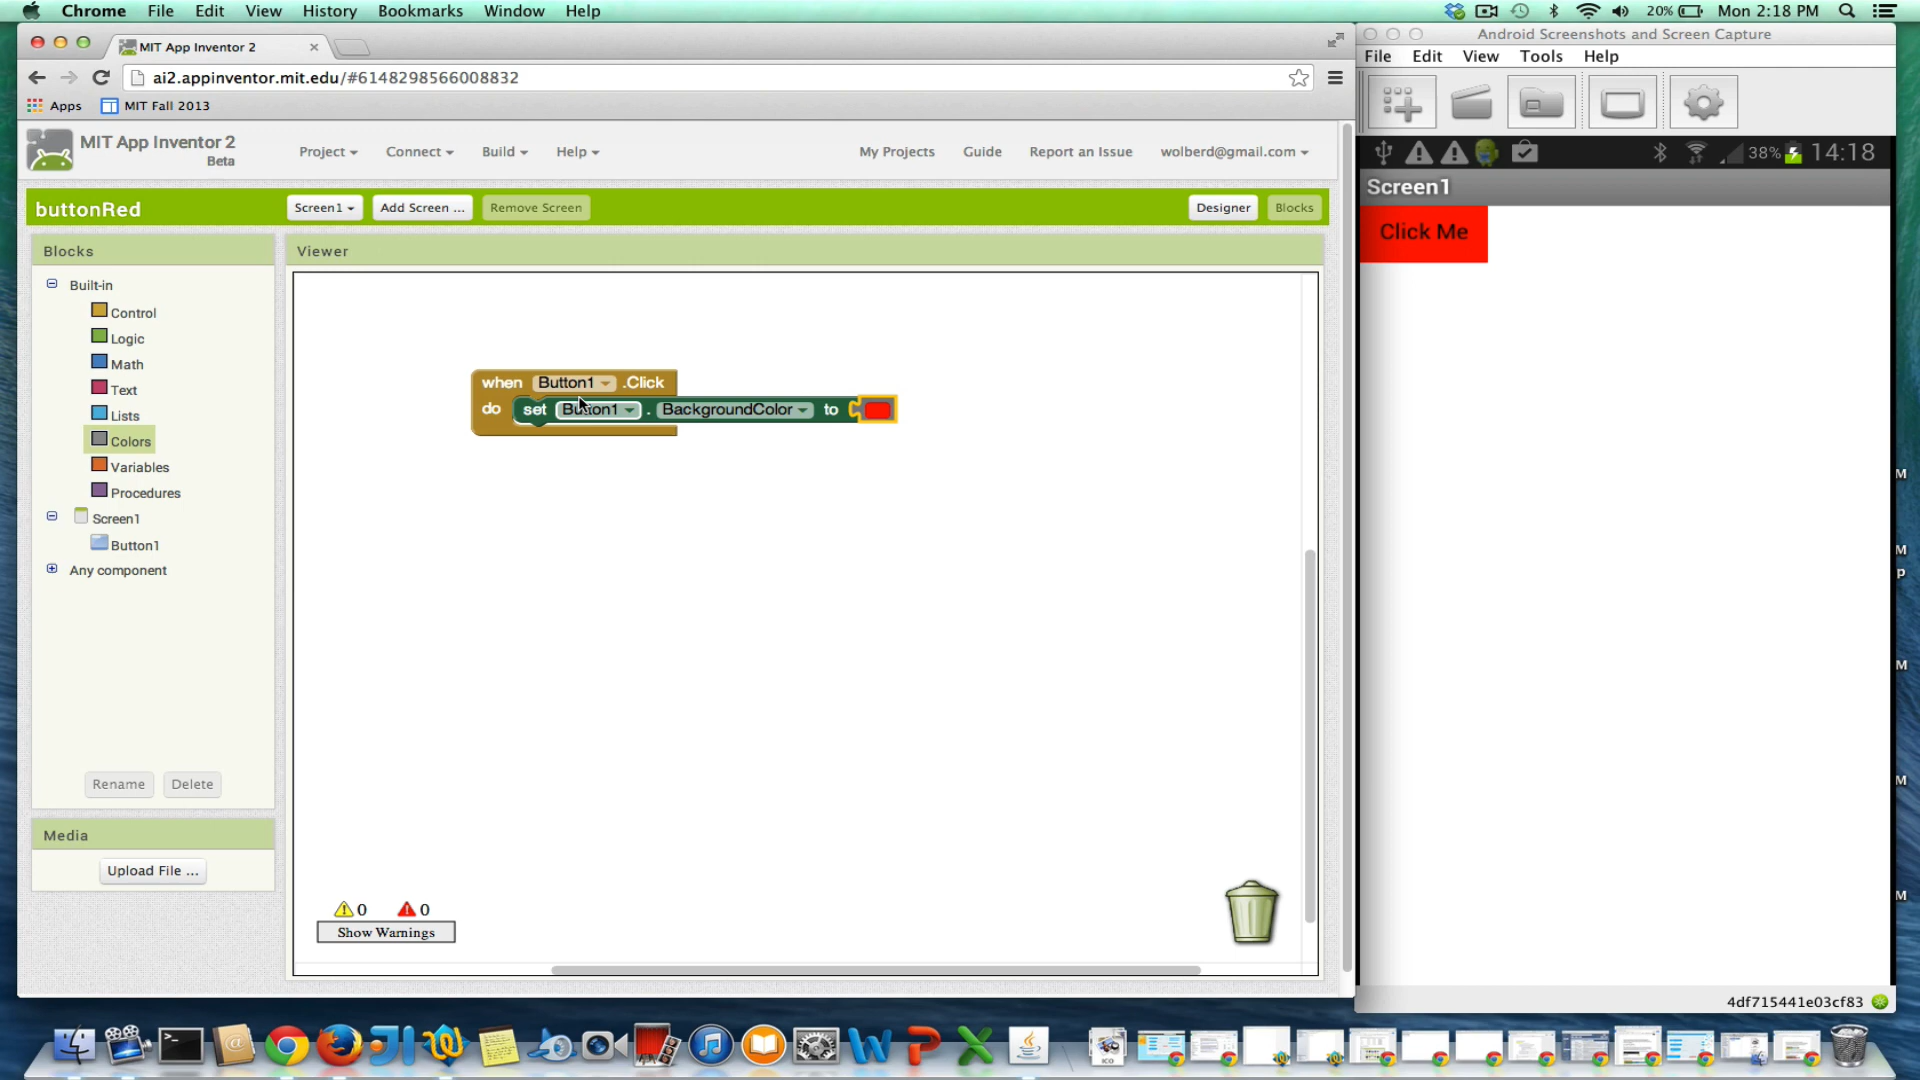 Chrome File Edit View History Bookmarks Window Help 20% Mon 2:18 PM
MIT App Inventor 2
ai2.appinventor.mit.edu/#6148298566008832
Apps MIT Fall 2013
MIT App Inventor 2
Beta
Project Connect Build Help My Projects Guide Report an Issue wolberd@gmail.com
buttonRed Screen1 Add Screen ... Remove Screen Designer Blocks
Blocks
Built-in
Control
Logic
Math
Text
Lists
Colors
Variables
Procedures
Screen1
Button1
Any component
Rename Delete
Media
Upload File ...
Viewer
when Button1 .Click
do set Button1 . BackgroundColor to
0 0
Show Warnings
Android Screenshots and Screen Capture
File Edit View Tools Help
38% 14:18
Screen1
Click Me
4df715441e03cf83
M
M
p
M
M
M
ICO